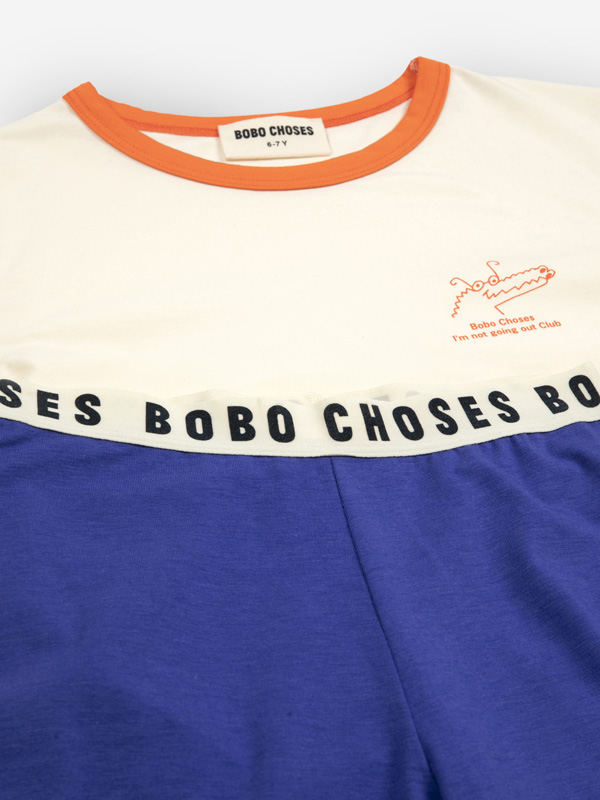 BOBO CHOSES
6-7 Y
Bobo Choses
I'm not going out Club
SES BOBO CHOSES BO